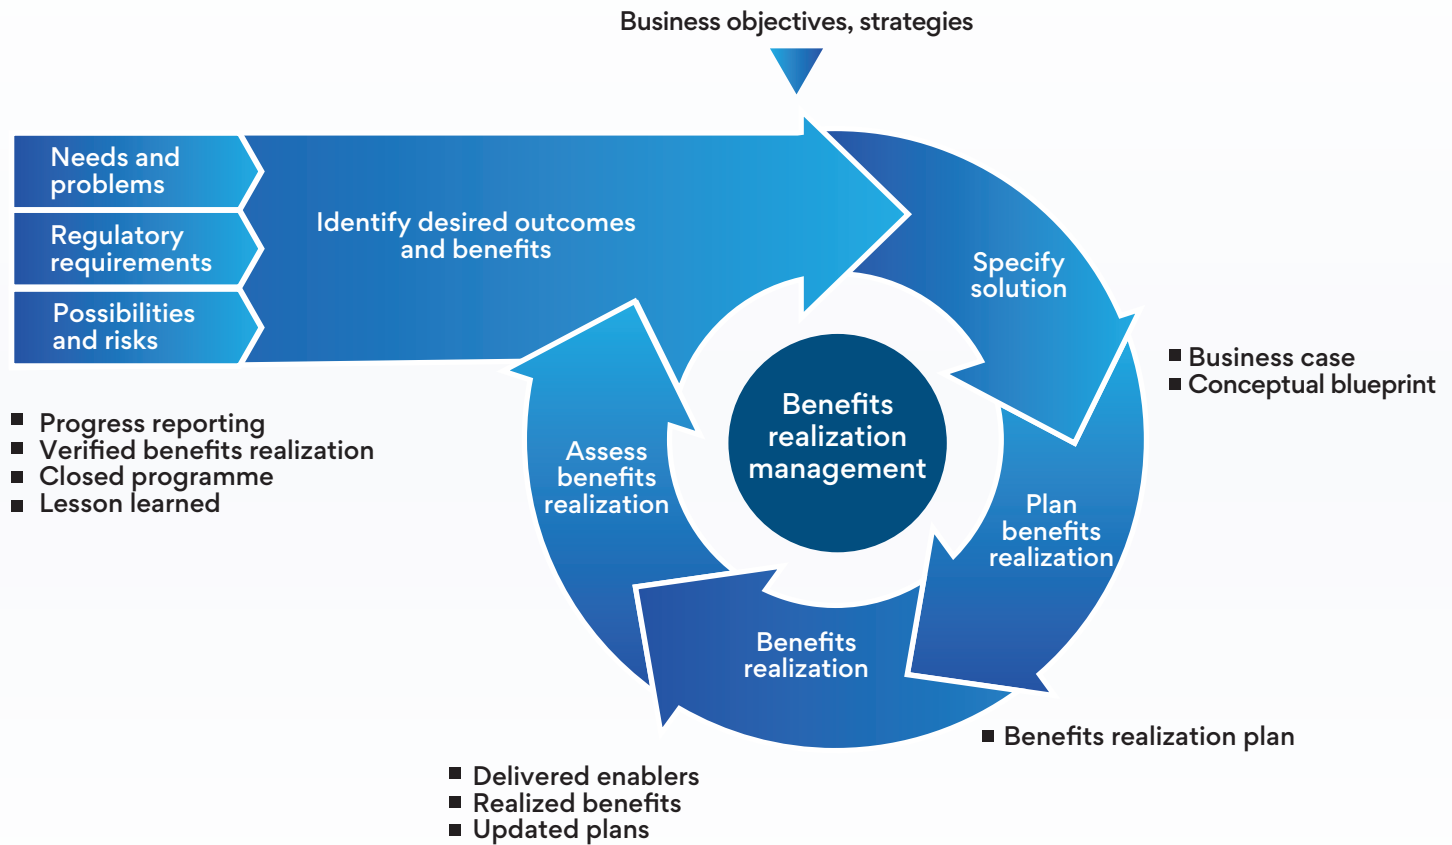 Business objectives, strategies
Needs and
problems
Regulatory
requirements
Possibilities
and risks
Identify desired outcomes
and benefits
Specify
solution
■ Business case
■ Conceptual blueprint
Benefits
realization
management
Plan
benefits
realization
■ Benefits realization plan
Benefits
realization
■ Delivered enablers
■ Realized benefits
■ Updated plans
Assess
benefits
realization
■ Progress reporting
■ Verified benefits realization
■ Closed programme
■ Lesson learned